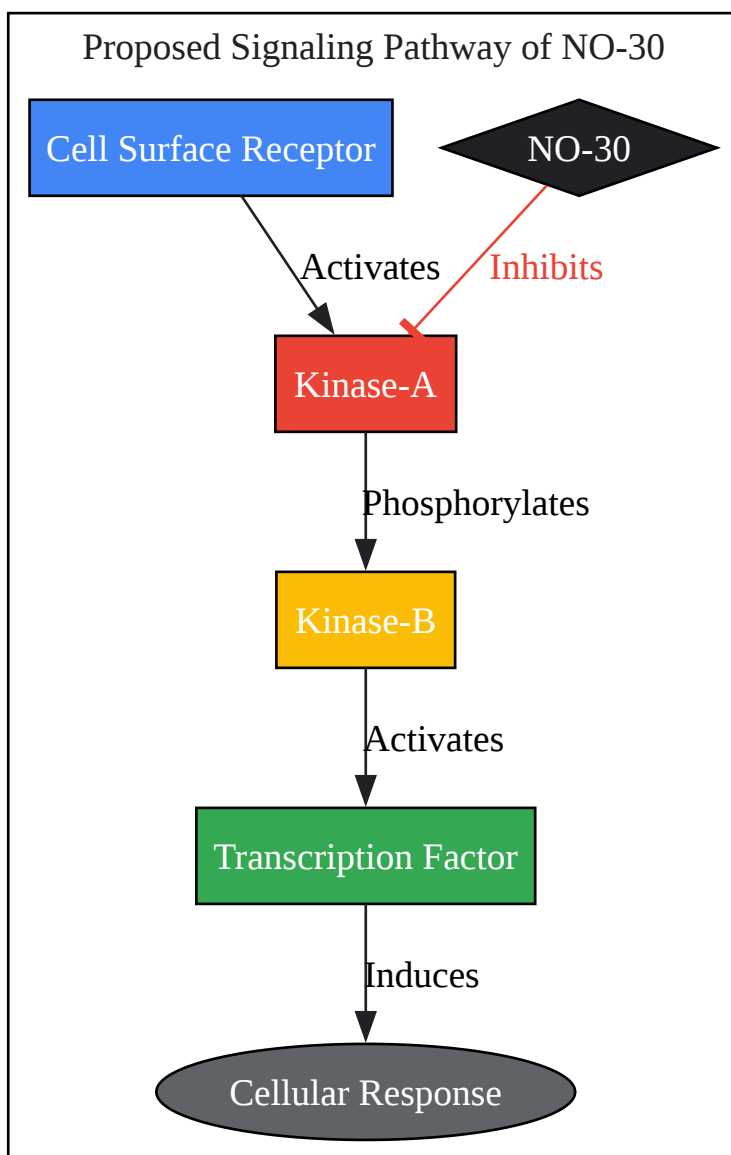 Proposed Signaling Pathway of NO-30
Cell Surface Receptor
NO-30
Activates
Inhibits
Kinase-A
Phosphorylates
Kinase-B
Activates
Transcription Factor
Induces
Cellular Response